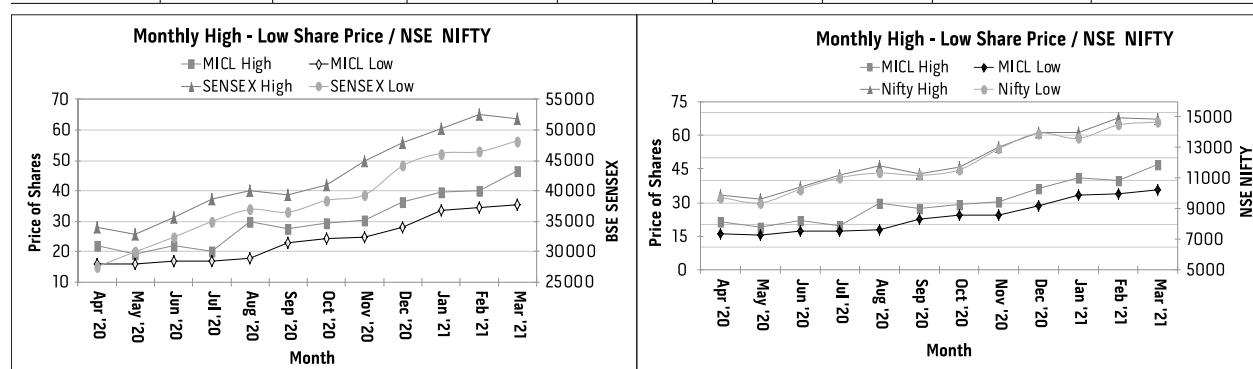 Monthly High - Low Share Price / NSE NIFTY
MICL High
MICL Low
SENSEX High
SENSEX Low
70
60
50
40
30
20
10
Price of Shares
55000
50000
45000
40000
35000
30000
25000
BSE SENSEX
Apr '20
May '20
Jun '20
Jul '20
Aug '20
Sep '20
Oct '20
Nov '20
Dec '20
Jan '21
Feb '21
Mar '21
Month
Monthly High - Low Share Price / NSE NIFTY
MICL High
MICL Low
Nifty High
Nifty Low
75
60
45
30
15
0
Price of Shares
15000
13000
11000
9000
7000
5000
NSE NIFTY
Apr '20
May '20
Jun '20
Jul '20
Aug '20
Sep '20
Oct '20
Nov '20
Dec '20
Jan '21
Feb '21
Mar '21
Month